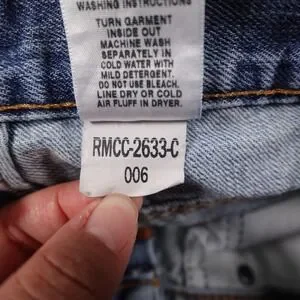 WASHING INSTRUCTIONS
TURN GARMENT
INSIDE OUT
MACHINE WASH
SEPARATELY IN
COLD WATER WITH
MILD DETERGENT.
DO NOT USE BLEACH.
LINE DRY OR COLD
AIR FLUFF IN DRYER.
RMCC-2633-C
006